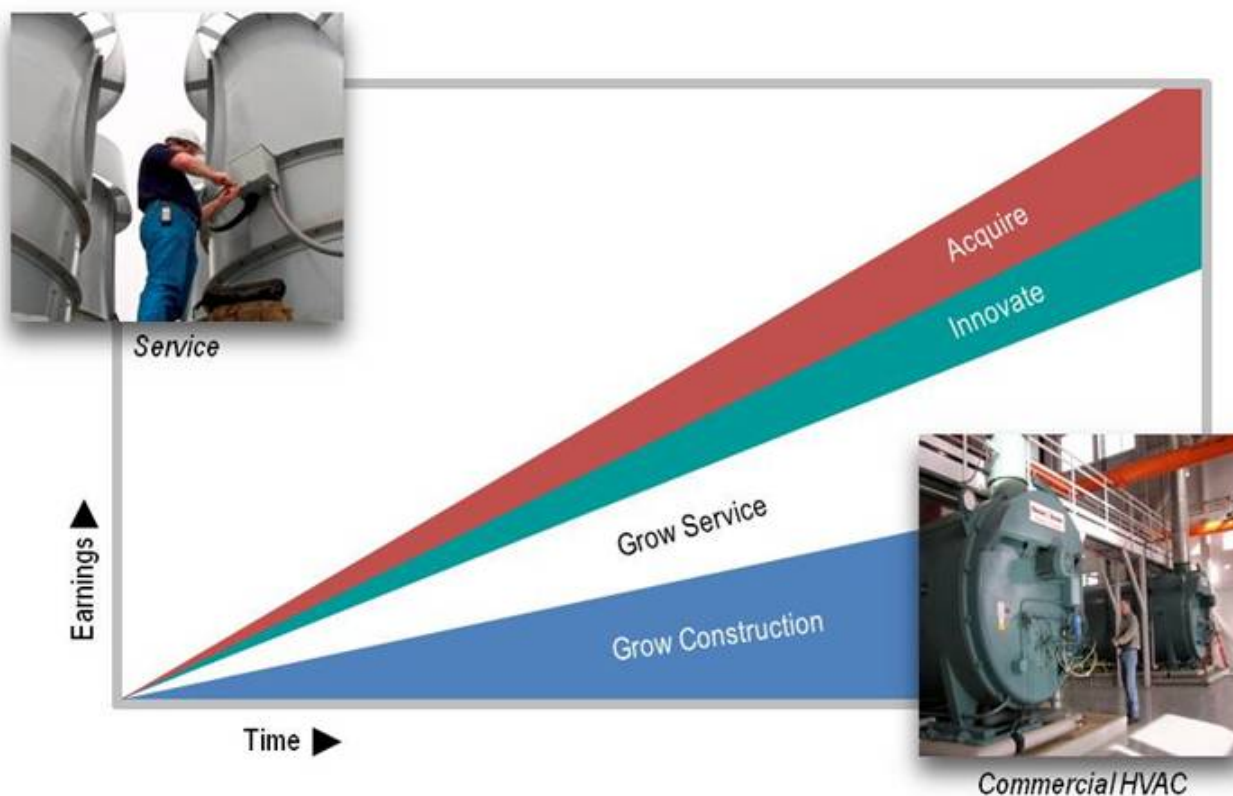 Service
Acquire
Innovate
Grow Service
Grow Construction
Earnings ▶
Time ▶
Commercial HVAC